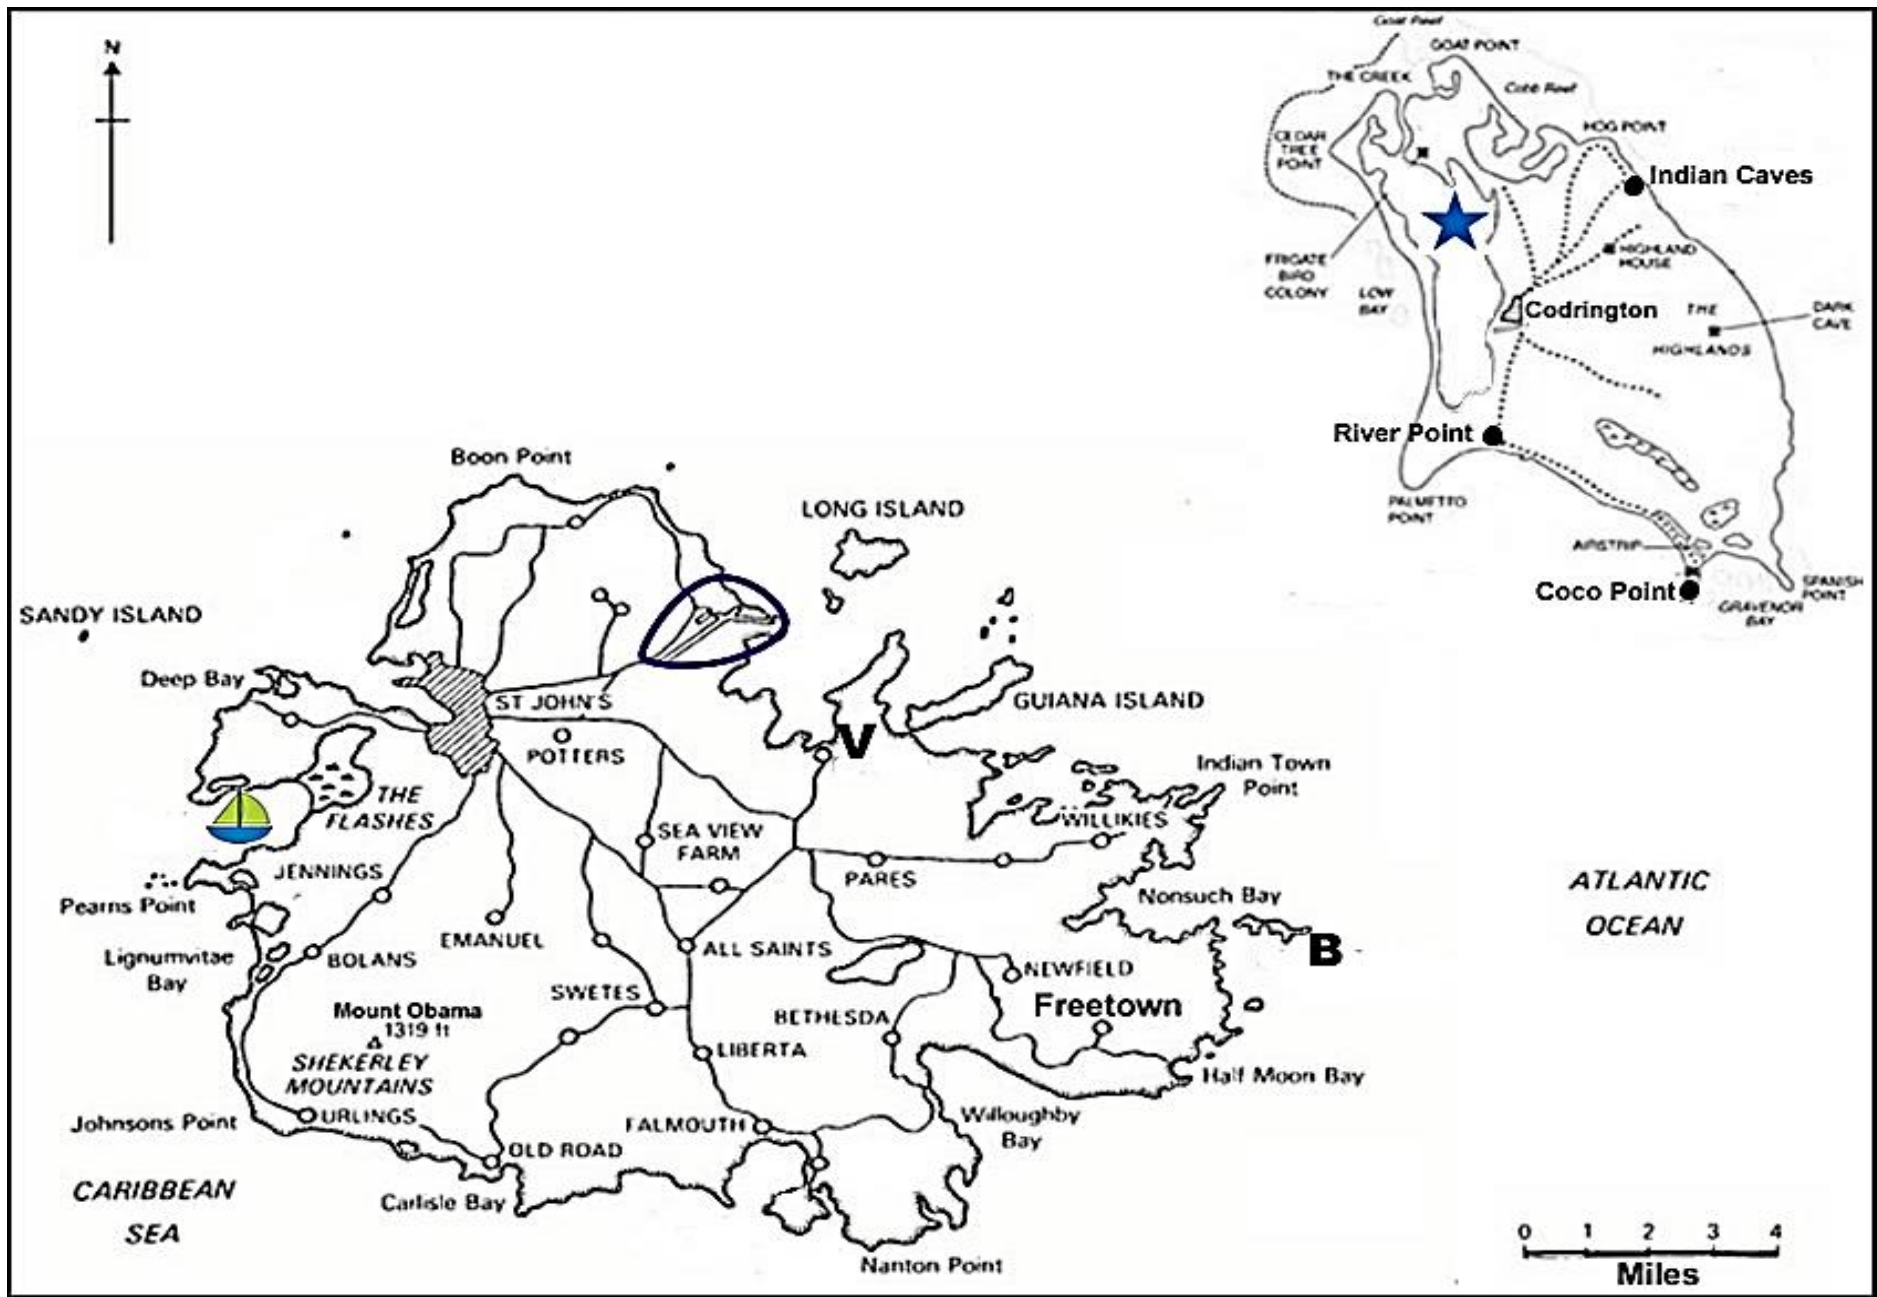 N
Goat Reef
GOAT POINT
THE CREEK
Cobb Reef
CEDAR
TREE
POINT
HOG POINT
Indian Caves
FRIGATE
BIRD
COLONY
LOW
BAY
HIGHLAND
HOUSE
Codrington
THE
HIGHLANDS
DARK
CAVE
River Point
PALMETTO
POINT
AIRSTRIP
Coco Point
GRAVENOR
BAY
SPANISH
POINT
Boon Point
LONG ISLAND
SANDY ISLAND
Deep Bay
ST JOHN'S
POTTERS
V
GUIANA ISLAND
Indian Town
Point
THE
FLASHES
SEA VIEW
FARM
WILLIKIES
JENNINGS
PARES
Pearns Point
Nonsuch Bay
ATLANTIC
OCEAN
Lignumvitae
Bay
BOLANS
EMANUEL
ALL SAINTS
B
NEWFIELD
SWETES
Freetown
Mount Obama
1319 ft
SHEKERLEY
MOUNTAINS
BETHESDA
LIBERTA
Half Moon Bay
Johnsons Point
URLINGS
FALMOUTH
Willoughby
Bay
OLD ROAD
CARIBBEAN
SEA
Carlisle Bay
Nanton Point
0 1 2 3 4
Miles